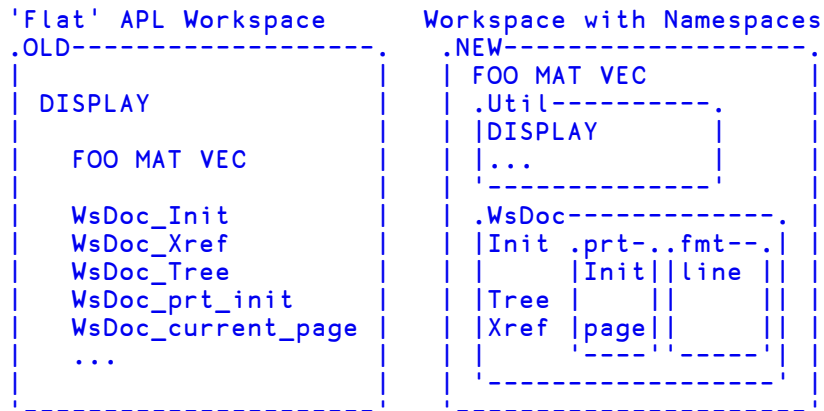 'Flat' APL Workspace Workspace with Namespaces
.OLD-------------------. .NEW-------------------.
| | | FOO MAT VEC |
| DISPLAY | | .Util----------. |
| | | |DISPLAY | |
| FOO MAT VEC | | |... | |
| | | '--------------' |
| WsDoc_Init | | .WsDoc-------------. |
| WsDoc_Xref | | |Init .prt-..fmt--.| |
| WsDoc_Tree | | | |Init||line || |
| WsDoc_prt_init | | |Tree | || || |
| WsDoc_current_page | | |Xref |page|| || |
| ... | | | '----''-----'| |
| | | '------------------' |
'-----------------------' '-----------------------'